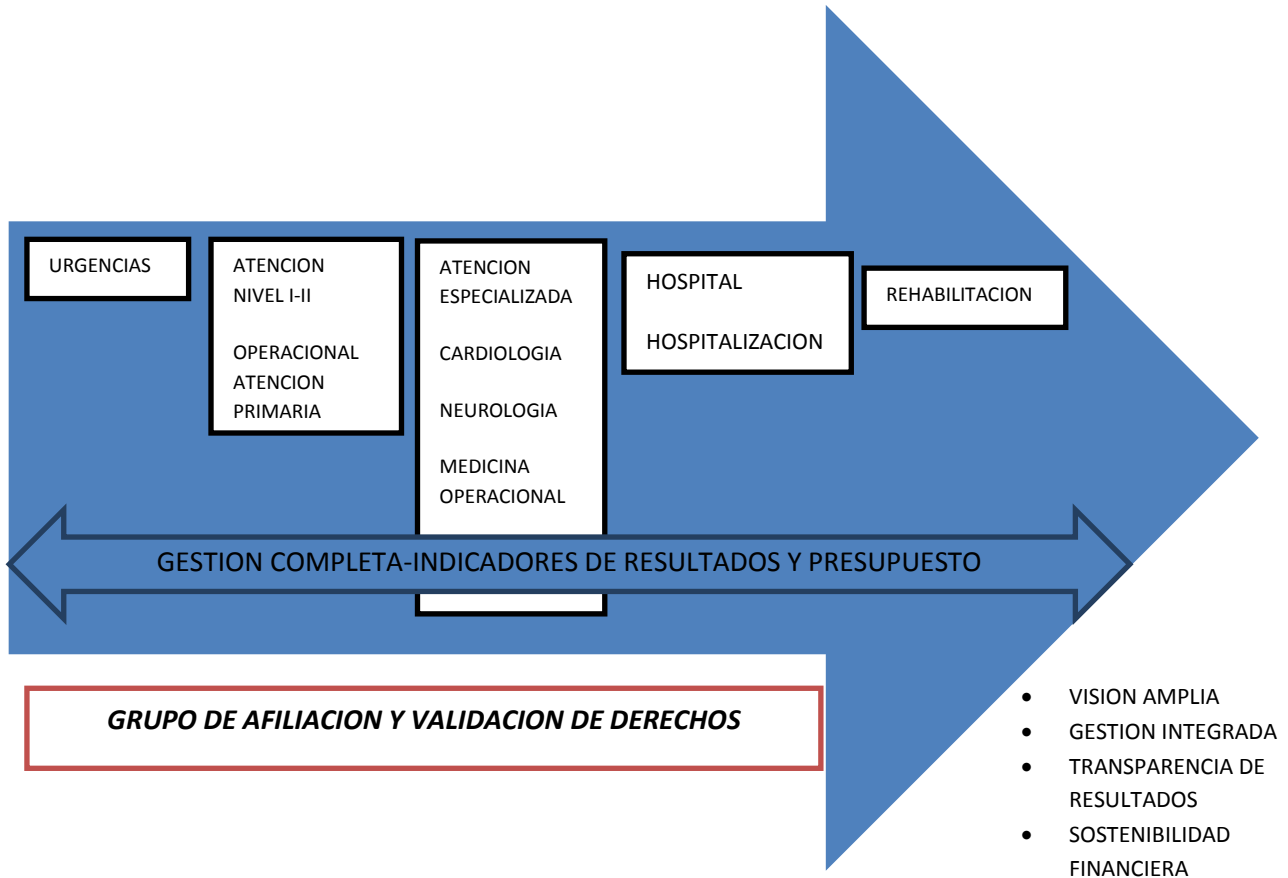 URGENCIAS
ATENCION
NIVEL I-II
OPERACIONAL
ATENCION
PRIMARIA
ATENCION
ESPECIALIZADA
CARDIOLOGIA
NEUROLOGIA
MEDICINA
OPERACIONAL
HOSPITAL
HOSPITALIZACION
REHABILITACION
GESTION COMPLETA-INDICADORES DE RESULTADOS Y PRESUPUESTO
GRUPO DE AFILIACION Y VALIDACION DE DERECHOS
• VISION AMPLIA
• GESTION INTEGRADA
• TRANSPARENCIA DE
RESULTADOS
• SOSTENIBILIDAD
FINANCIERA